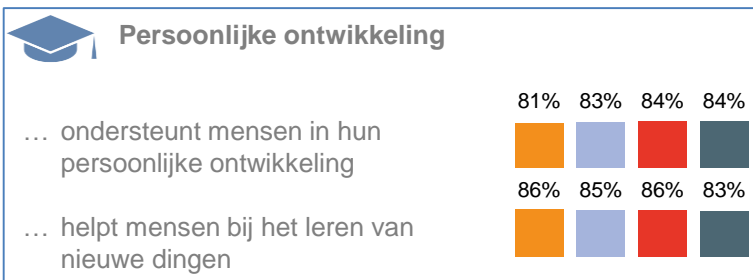 Persoonlijke ontwikkeling
81% 83% 84% 84%
… ondersteunt mensen in hun
persoonlijke ontwikkeling
86% 85% 86% 83%
… helpt mensen bij het leren van
nieuwe dingen